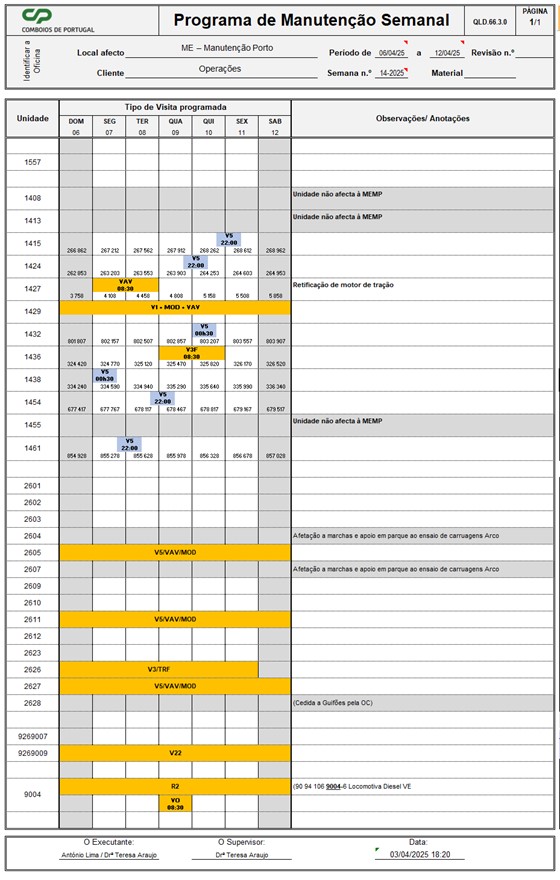 CP
COMBOIOS DE PORTUGAL
Programa de Manutenção Semanal
QLD.66.3.0
PÁGINA
1/1
Identificar a Oficina
Local afecto ME – Manutenção Porto Periodo de 06/04/25 a 12/04/25 Revisão n.º
Cliente Operações Semana n.º 14-2025 Material
Unidade Tipo de Visita programada Observações/ Anotações
DOM SEG TER QUA QUI SEX SAB
06 07 08 09 10 11 12
1557
1408 Unidade não afecta à MEMP
1413 Unidade não afecta à MEMP
1415 V5
22:00
266 862 267 212 267 562 267 912 268 262 268 612 268 962
1424 V5
22:00
262 853 263 203 263 553 263 903 264 253 264 603 264 953
1427 VAV Retificação de motor de tração
08:30
3 758 4 108 4 458 4 808 5 158 5 508 5 858
1429 V1 + MOD + VAV
1432 V5
00h30
801 807 802 157 802 507 802 857 803 207 803 557 803 907
1436 V3F
08:30
324 420 324 770 325 120 325 470 325 820 326 170 326 520
1438 V5
00h30
334 240 334 590 334 940 335 290 335 640 335 990 336 340
1454 V5
22:00
677 417 677 767 678 117 678 467 678 817 679 167 679 517
1455 Unidade não afecta à MEMP
1461 V5
22:00
854 928 855 278 855 628 855 978 856 328 856 678 857 028
2601
2602
2603
2604 Afetação a marchas e apoio em parque ao ensaio de carruagens Arco
2605 V5/VAV/MOD
2607 Afetação a marchas e apoio em parque ao ensaio de carruagens Arco
2609
2610
2611 V5/VAV/MOD
2612
2623
2626 V3/TRF
2627 V5/VAV/MOD
2628 (Cedida a Guifões pela OC)
9269007
9269009 V22
9004 R2 (90 94 106 9004-6 Locomotiva Diesel VE
VO
08:30
O Executante: O Supervisor: Data:
António Lima / Drª Teresa Araujo Drª Teresa Araujo 03/04/2025 18:20